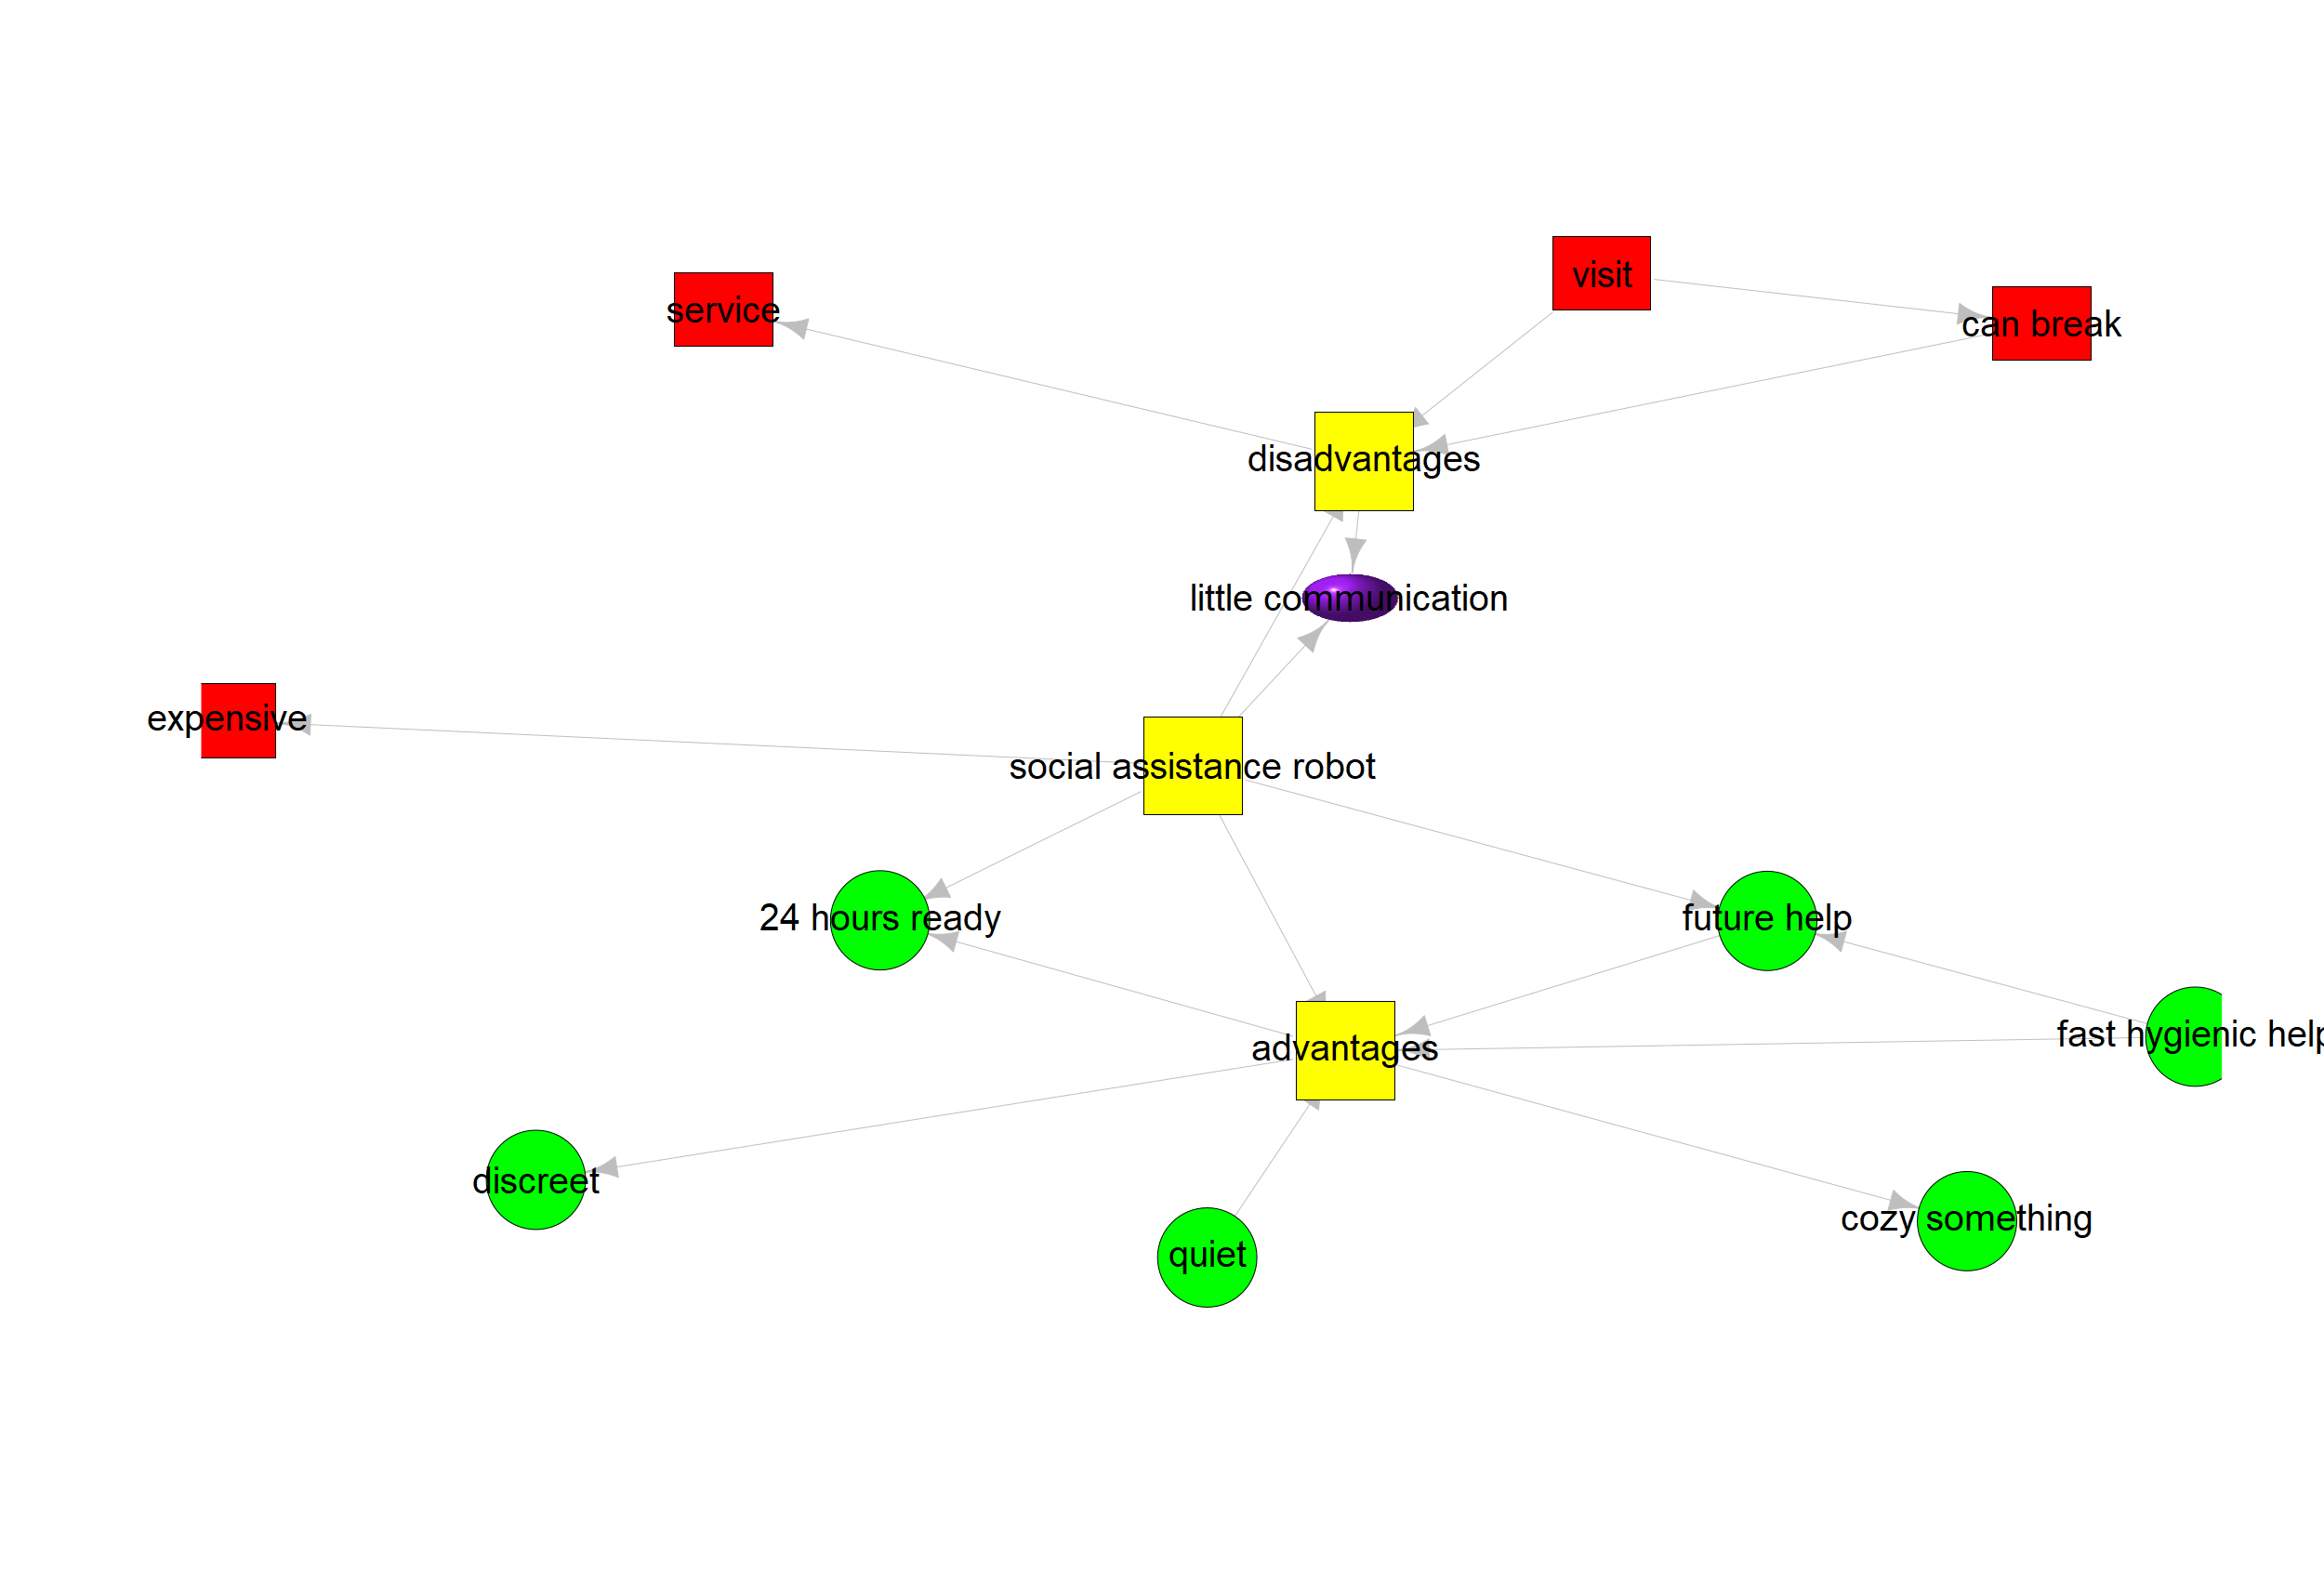 visit
service
can break
disadvantages
little communication
expensive
social assistance robot
24 hours ready
future help
fast hygienic help
advantages
discreet
cozy something
quiet